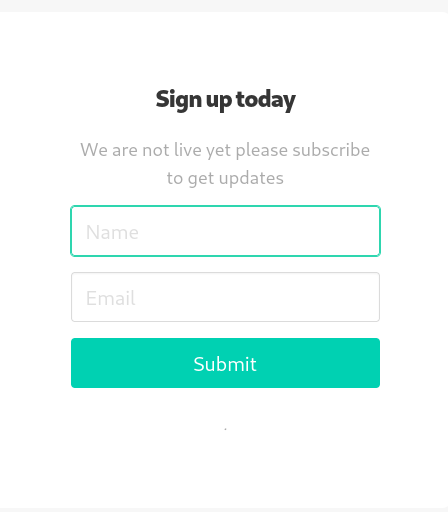 Sign up today
We are not live yet please subscribe
to get updates
Name
Email
Submit
.